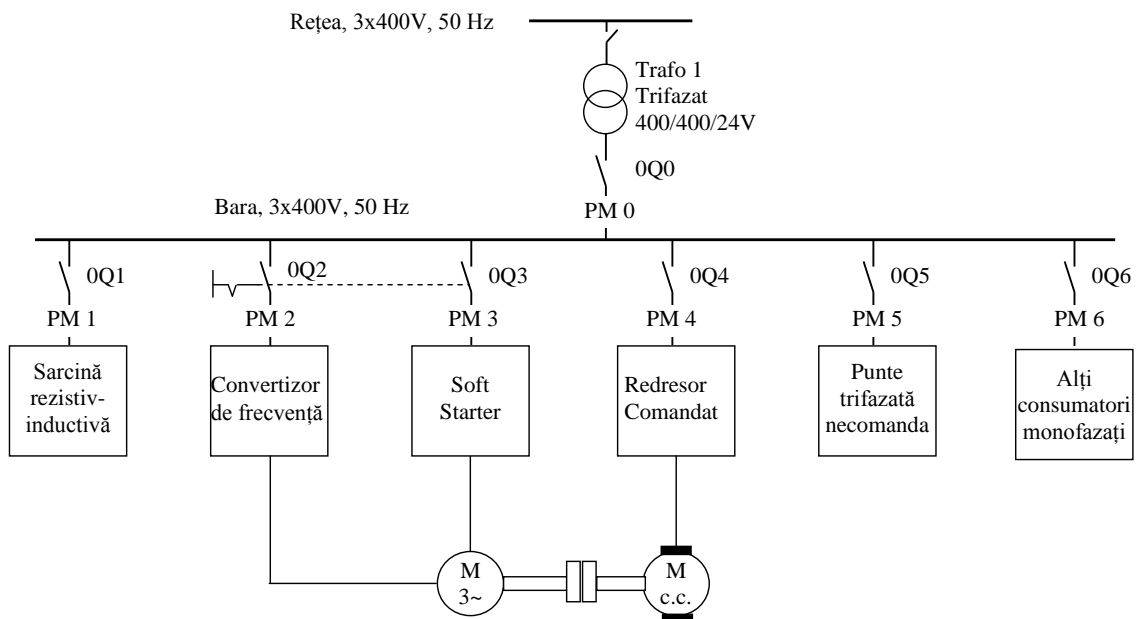 Rețea, 3x400V, 50 Hz
Trafo 1
Trifazat
400/400/24V
0Q0
PM 0
Bara, 3x400V, 50 Hz
0Q1
0Q2
0Q3
0Q4
0Q5
0Q6
PM 1
PM 2
PM 3
PM 4
PM 5
PM 6
Sarcină
rezistiv-
inductivă
Convertizor
de frecvență
Soft
Starter
Redresor
Comandat
Punte
trifazată
necomanda
Alți
consumatori
monofazați
M
3~
M
c.c.